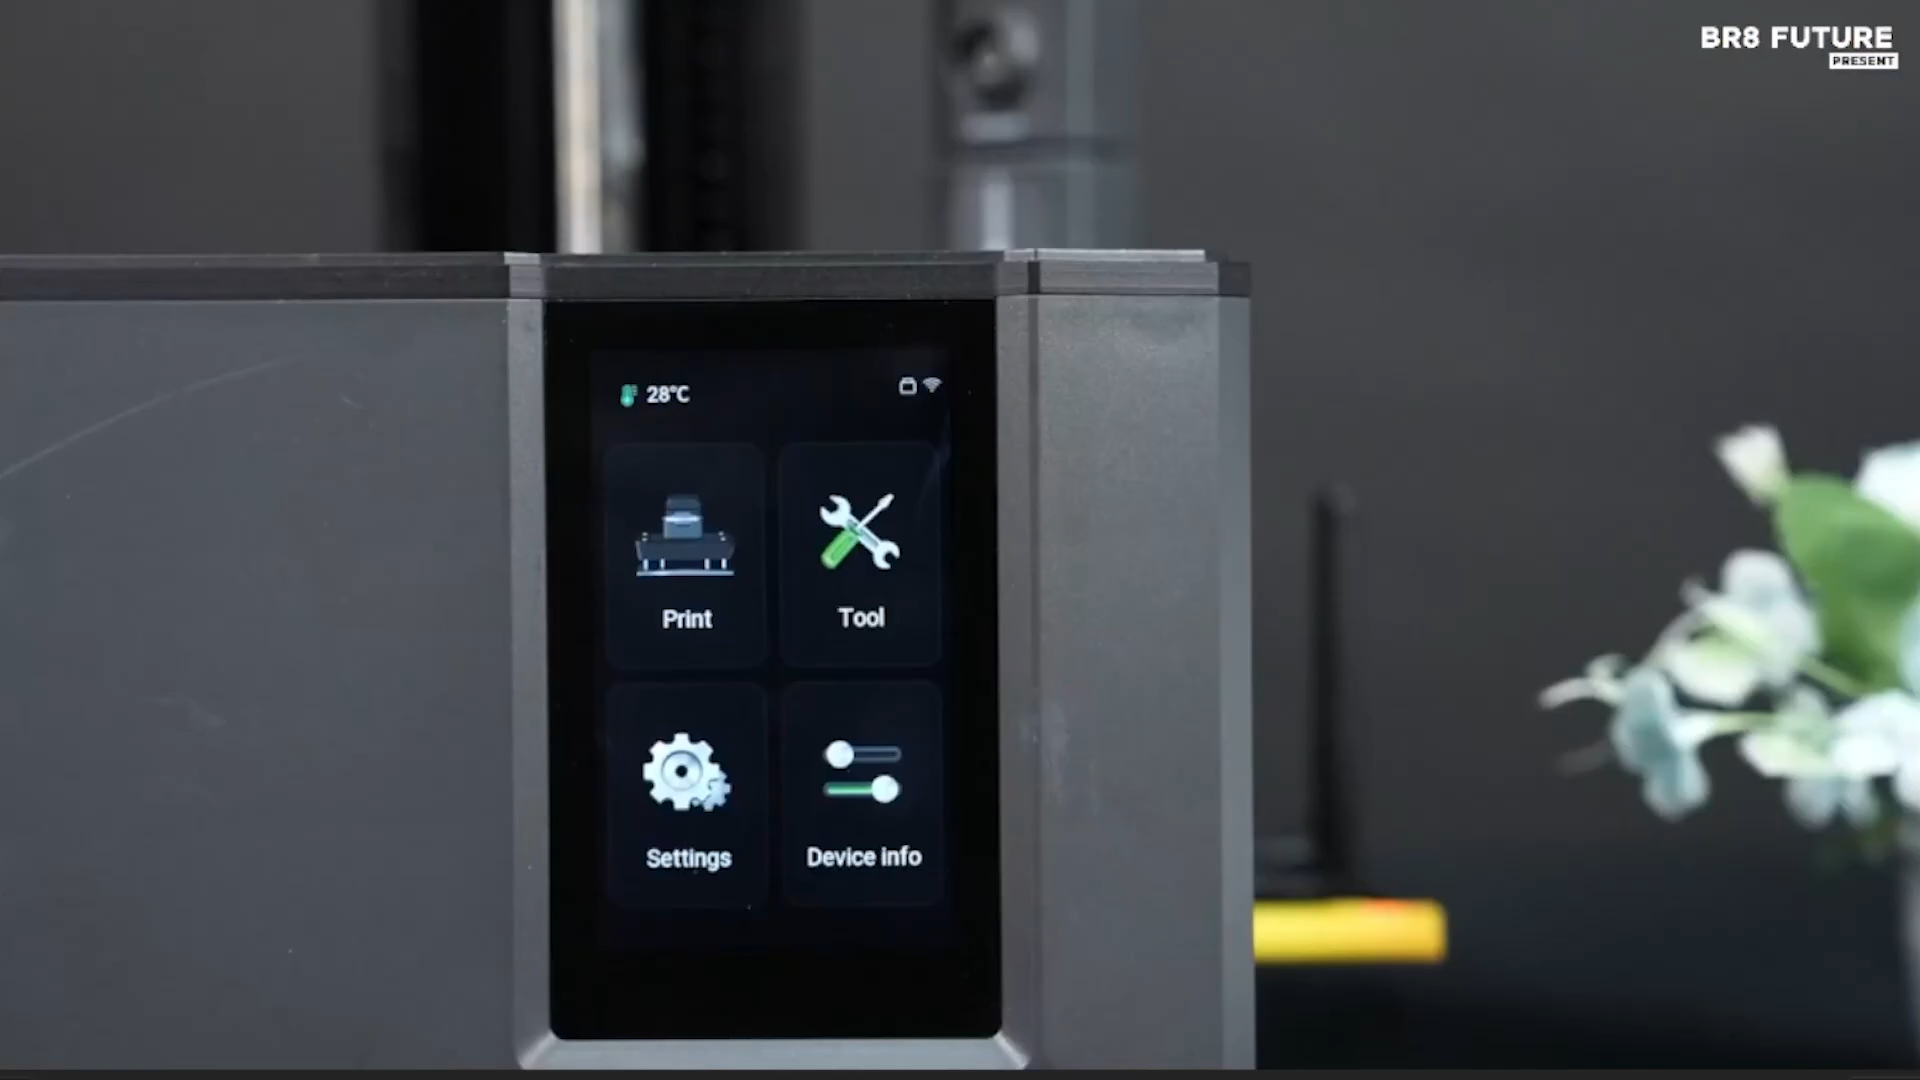 BR8 FUTURE
PRESENT
28°C
Print
Tool
Settings
Device info